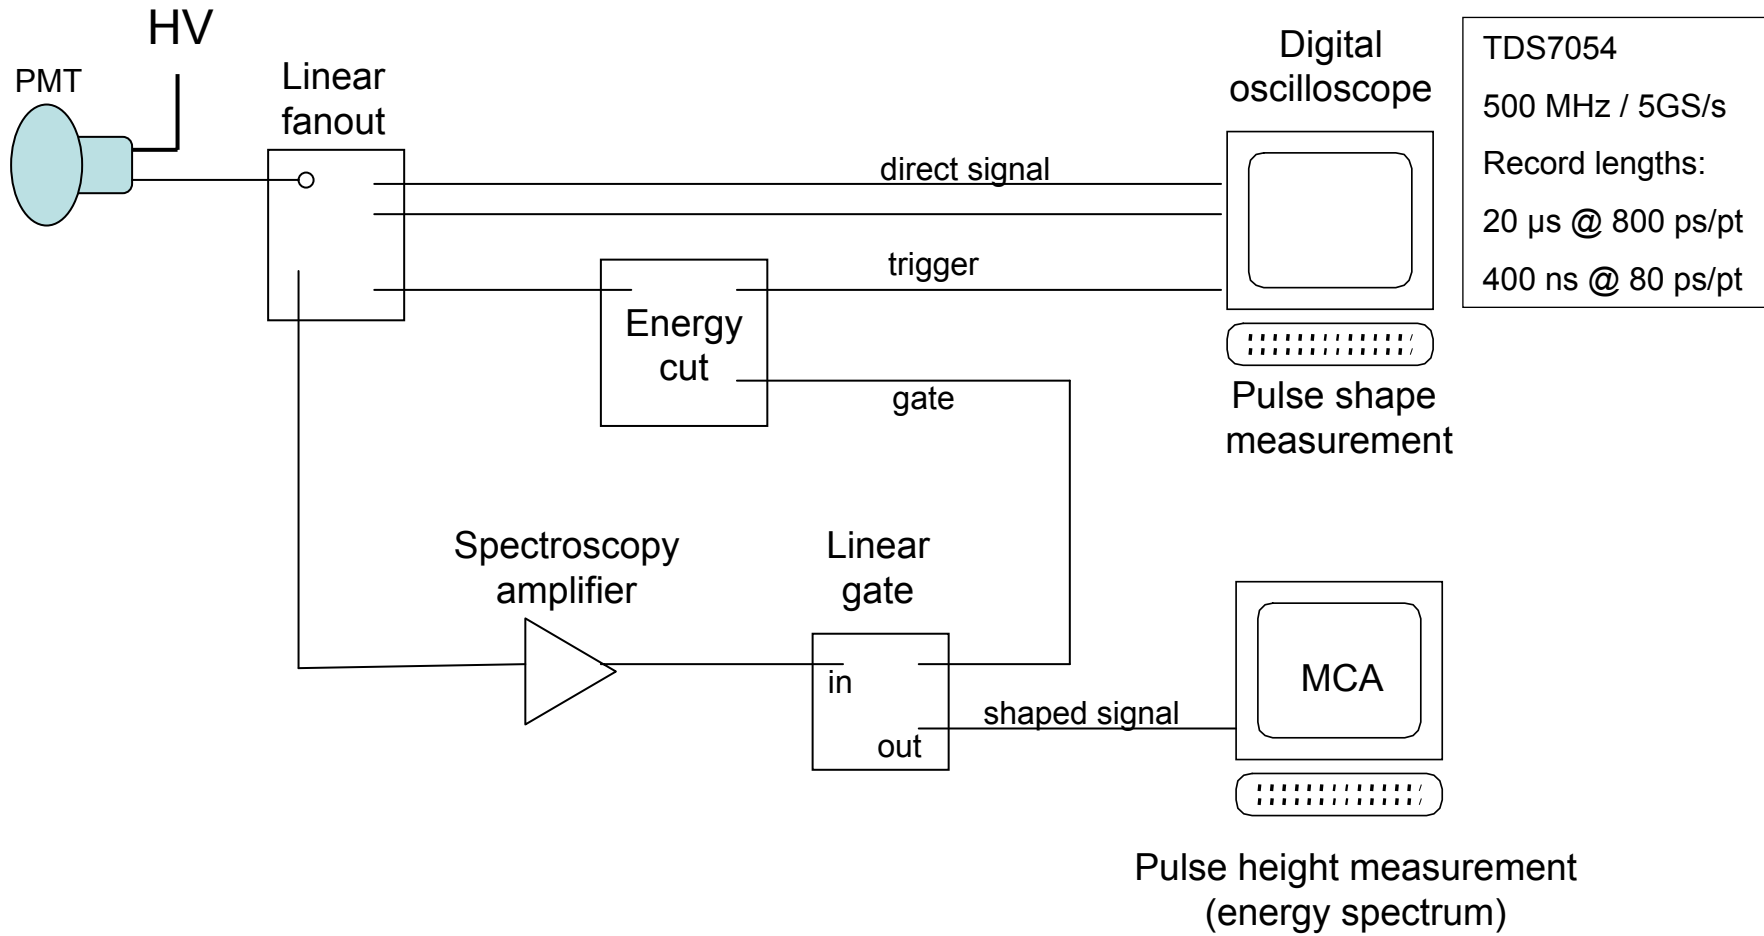 HV
PMT
Linear
fanout
Digital
oscilloscope
TDS7054
500 MHz / 5GS/s
Record lengths:
20 µs @ 800 ps/pt
400 ns @ 80 ps/pt
direct signal
trigger
Energy
cut
gate
Pulse shape
measurement
Spectroscopy
amplifier
Linear
gate
in
out
shaped signal
MCA
Pulse height measurement
(energy spectrum)